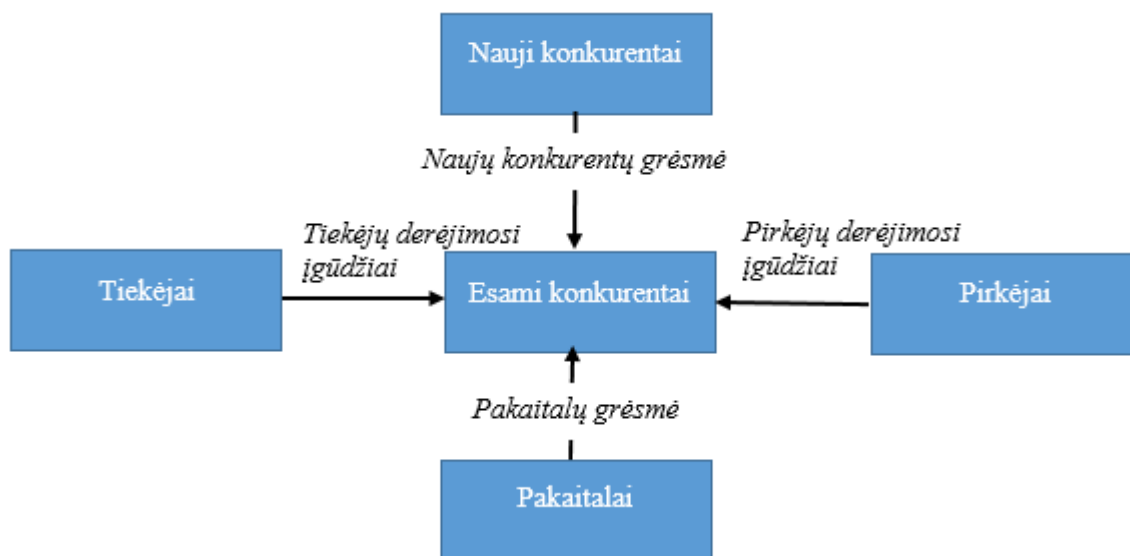 Nauji konkurentai
Naujų konkurentų grėsmė
Tiekėjų derėjimosi
įgūdžiai
Pirkėjų derėjimosi
įgūdžiai
Tiekėjai
Esami konkurentai
Pirkėjai
Pakaitalų grėsmė
Pakaitalai